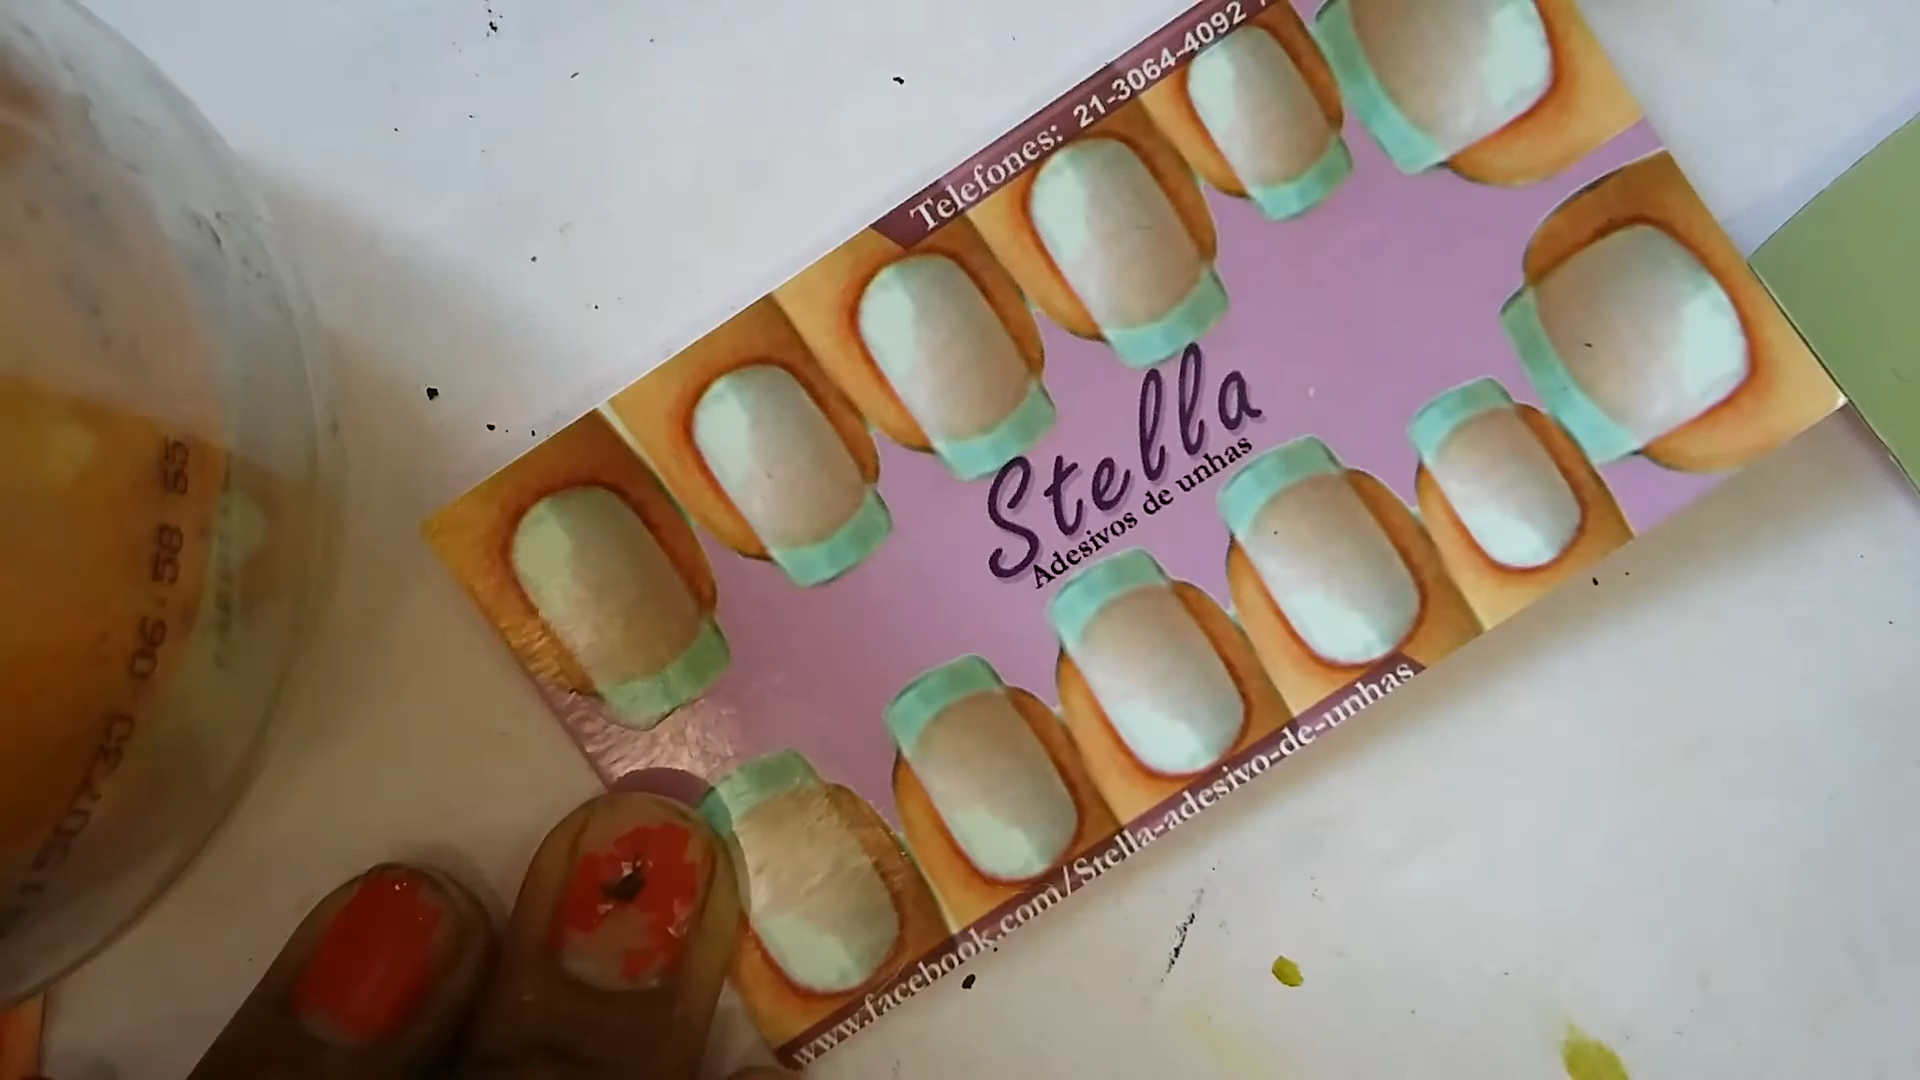 Telefones: 21-3064-4092
Stella
Adesivos de unhas
www.facebook.com/Stella-adesivo-de-unhas